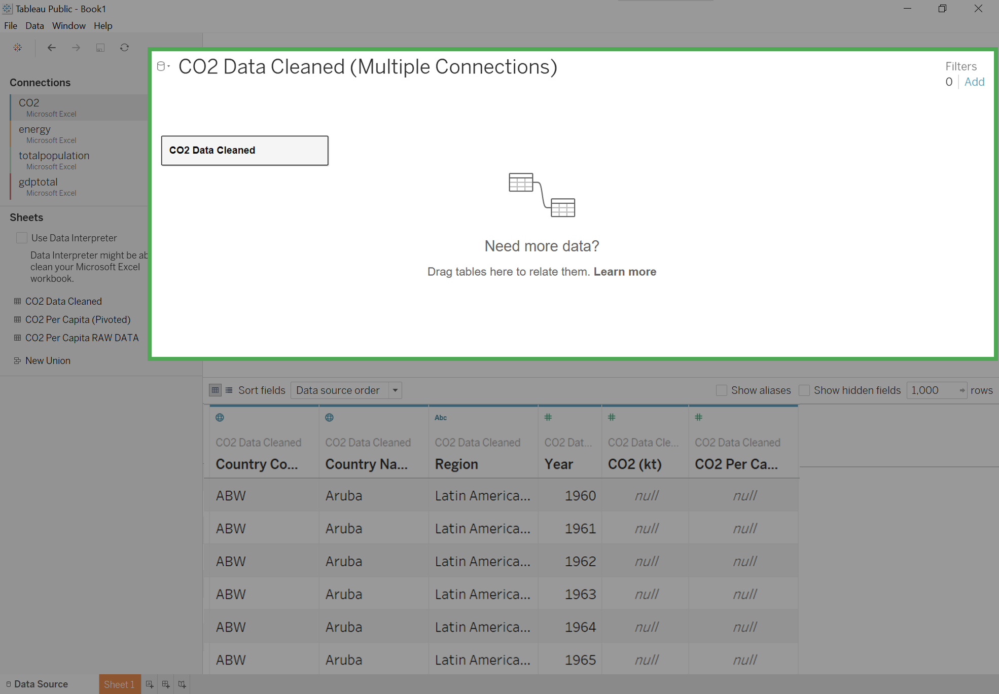 Tableau Public - Book1
File Data Window Help
Connections
CO2
Microsoft Excel
energy
Microsoft Excel
totalpopulation
Microsoft Excel
gdptotal
Microsoft Excel
Sheets
Use Data Interpreter
Data Interpreter might be ab
clean your Microsoft Excel
workbook.
CO2 Data Cleaned
CO2 Per Capita (Pivoted)
CO2 Per Capita RAW DATA
New Union
CO2 Data Cleaned (Multiple Connections)
Filters
0 Add
CO2 Data Cleaned
Need more data?
Drag tables here to relate them. Learn more
Sort fields Data source order Show aliases Show hidden fields 1,000 rows
Abc
CO2 Data Cleaned CO2 Data Cleaned CO2 Data Cleaned CO2 Dat... CO2 Data Cle... CO2 Data Cleaned
Country Co... Country Na... Region Year CO2 (kt) CO2 Per Ca...
ABW Aruba Latin America... 1960 null null
ABW Aruba Latin America... 1961 null null
ABW Aruba Latin America... 1962 null null
ABW Aruba Latin America... 1963 null null
ABW Aruba Latin America... 1964 null null
ABW Aruba Latin America... 1965 null null
Data Source Sheet 1